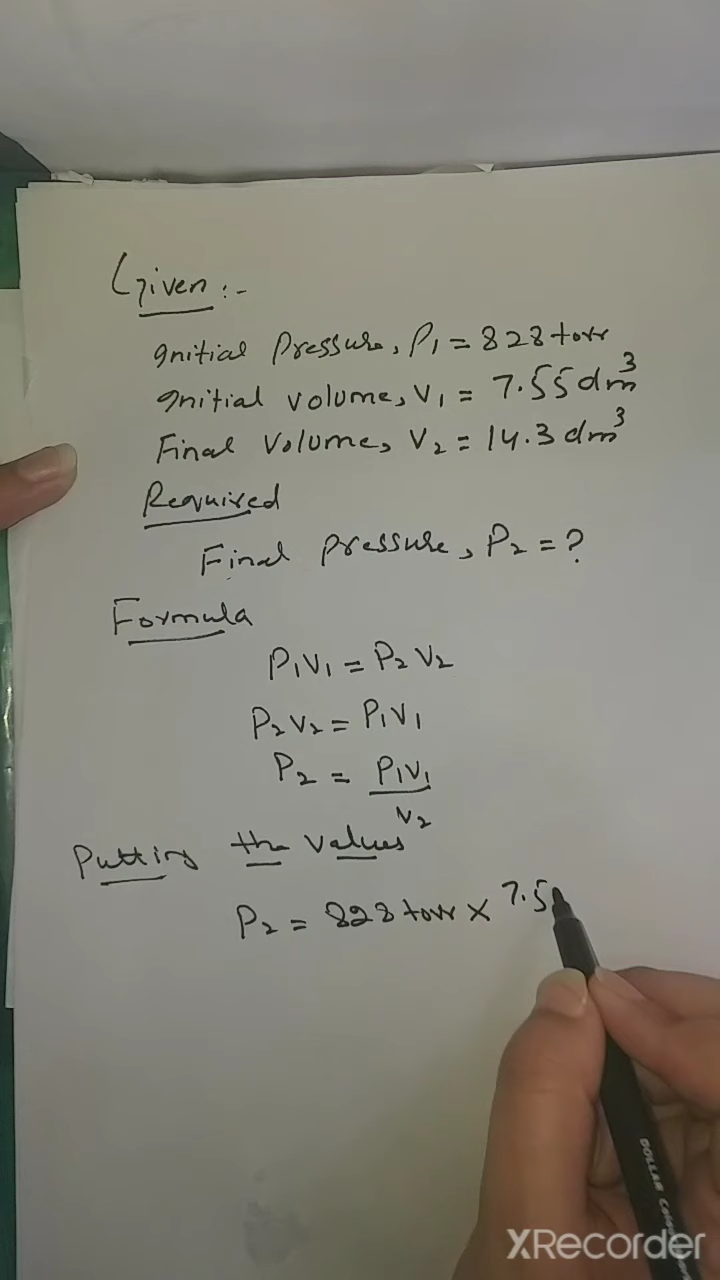 Given :-
Initial Pressure, P₁ = 828 torr
Initial volume, V₁ = 7.55 dm³
Final Volume, V₂ = 14.3 dm³
Required
Final pressure, P₂ = ?
Formula
P₁V₁ = P₂V₂
P₂V₂ = P₁V₁
P₂ = P₁V₁
V₂
Putting the values
P₂ = 828 torr × 7.5
DOLLAR
XRecorder